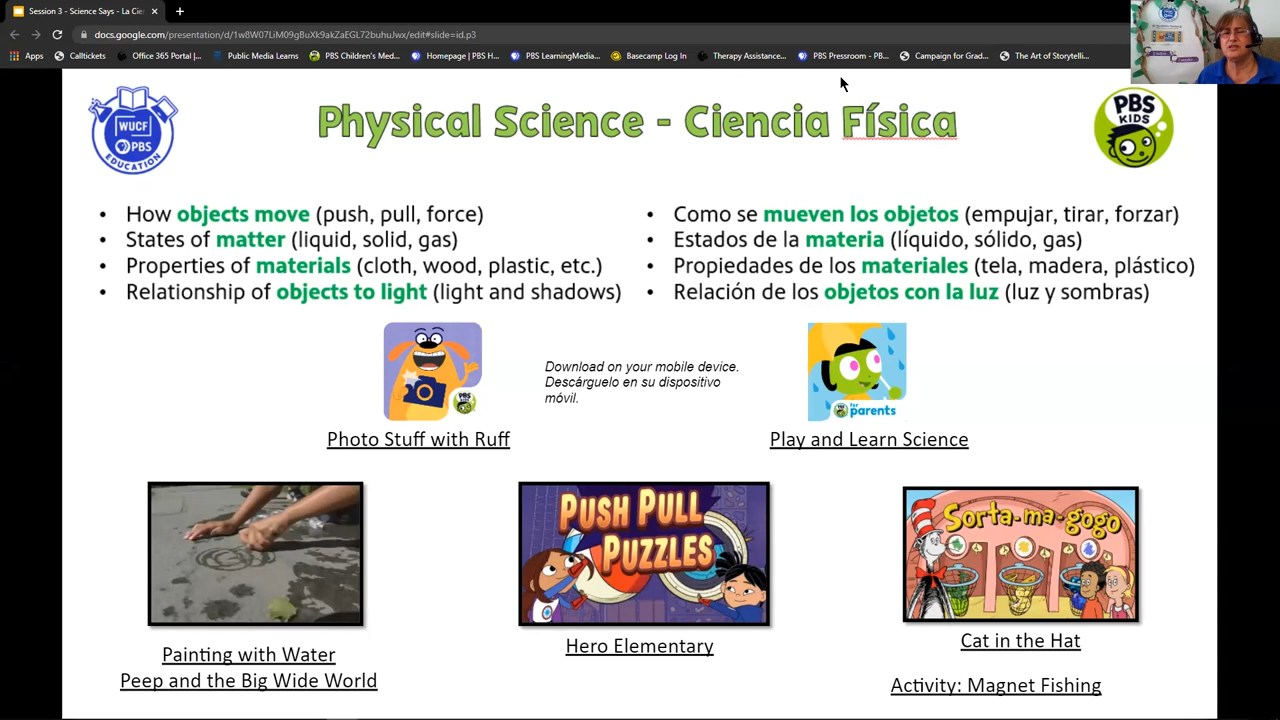 Session 3 - Science Says - La Cie
docs.google.com/presentation/d/1w8W07LiM09gBuXk9akZaEGL72buhuJwx/edit#slide=id.p3
Apps
Calltickets
Office 365 Portal |...
Public Media Learns
PBS Children's Med...
Homepage | PBS H...
PBS LearningMedia...
Basecamp Log In
Therapy Assistance...
PBS Pressroom - PB...
Campaign for Grad...
The Art of Storytelli...
WUCF
PBS
EDUCATION
Physical Science - Ciencia Física
PBS
KIDS
• How objects move (push, pull, force)
• States of matter (liquid, solid, gas)
• Properties of materials (cloth, wood, plastic, etc.)
• Relationship of objects to light (light and shadows)
• Como se mueven los objetos (empujar, tirar, forzar)
• Estados de la materia (líquido, sólido, gas)
• Propiedades de los materiales (tela, madera, plástico)
• Relación de los objetos con la luz (luz y sombras)
Download on your mobile device.
Descárguelo en su dispositivo
móvil.
for
parents
Photo Stuff with Ruff
Play and Learn Science
PUSH PULL
PUZZLES
Sorta-ma-gogo
Painting with Water
Peep and the Big Wide World
Hero Elementary
Cat in the Hat
Activity: Magnet Fishing